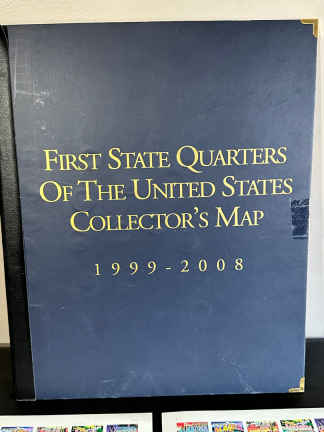 First State Quarters
Of The United States
Collector's Map
1999-2008